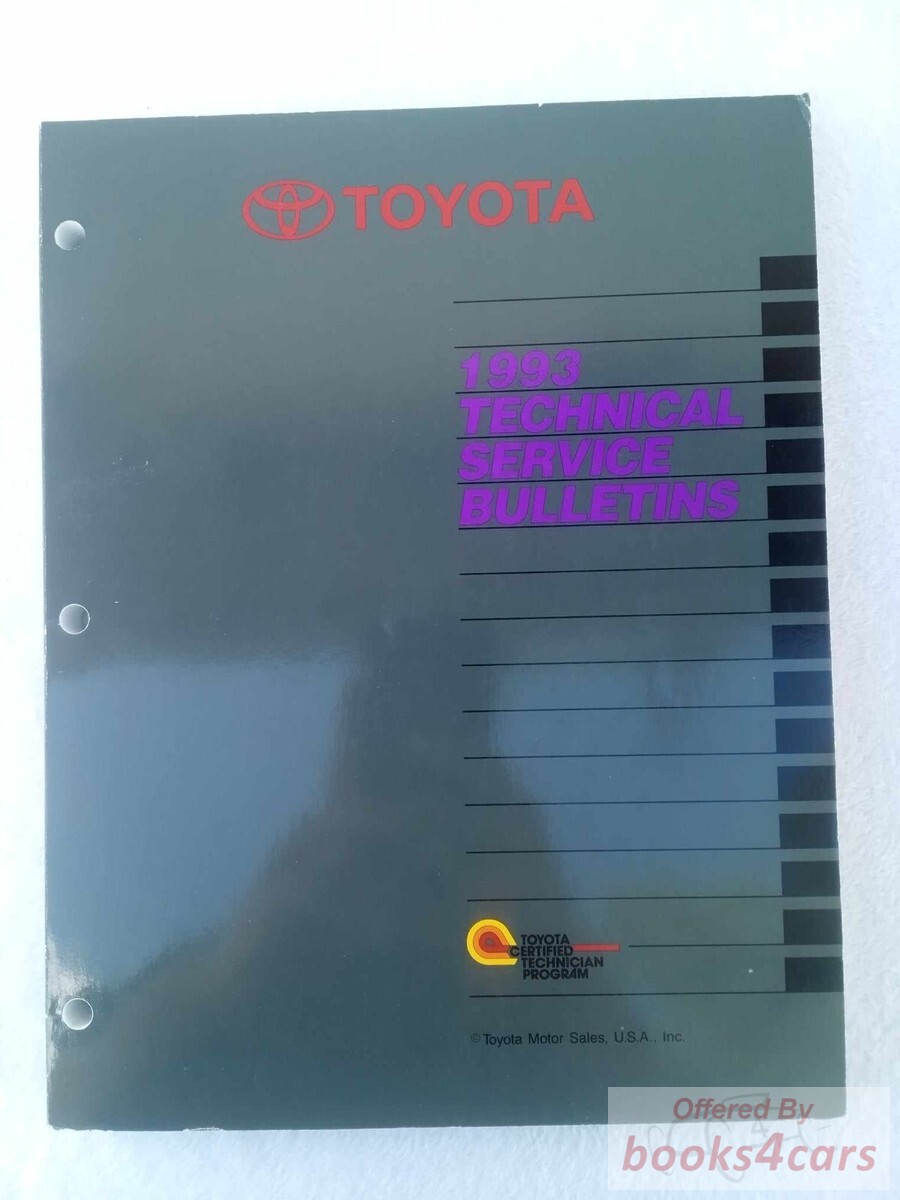 TOYOTA
1993
TECHNICAL
SERVICE
BULLETINS
TOYOTA
CERTIFIED
TECHNICIAN
PROGRAM
© Toyota Motor Sales, U.S.A., Inc.
Offered By
books4cars